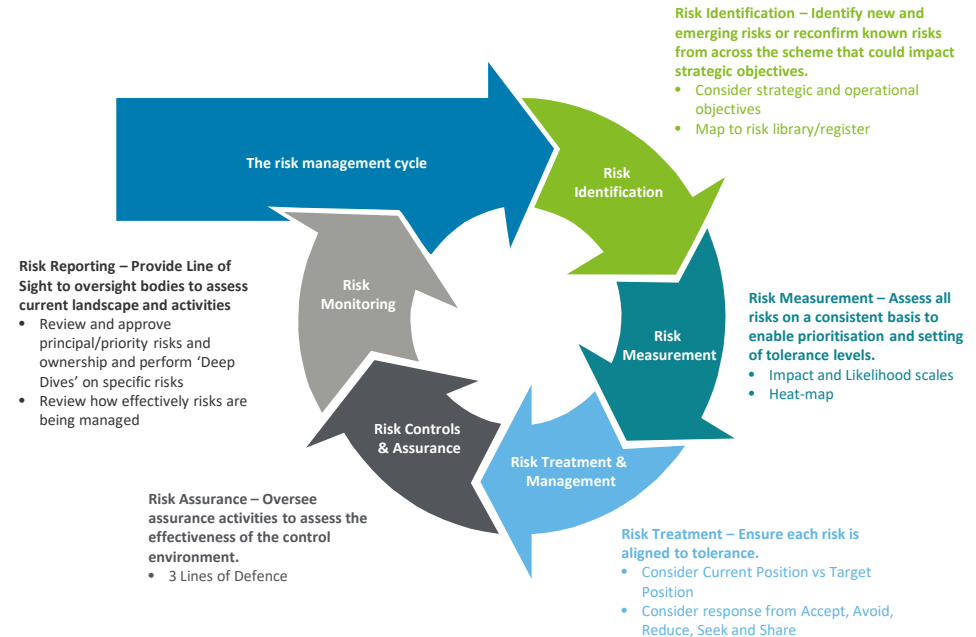 The risk management cycle
Risk Identification – Identify new and
emerging risks or reconfirm known risks
from across the scheme that could impact
strategic objectives.
• Consider strategic and operational
objectives
• Map to risk library/register
Risk
Identification
Risk
Measurement
Risk Measurement – Assess all
risks on a consistent basis to
enable prioritisation and setting
of tolerance levels.
• Impact and Likelihood scales
• Heat-map
Risk Treatment &
Management
Risk Treatment – Ensure each risk is
aligned to tolerance.
• Consider Current Position vs Target
Position
• Consider response from Accept, Avoid,
Reduce, Seek and Share
Risk Controls
& Assurance
Risk Assurance – Oversee
assurance activities to assess the
effectiveness of the control
environment.
• 3 Lines of Defence
Risk
Monitoring
Risk Reporting – Provide Line of
Sight to oversight bodies to assess
current landscape and activities
• Review and approve
principal/priority risks and
ownership and perform ‘Deep
Dives’ on specific risks
• Review how effectively risks are
being managed